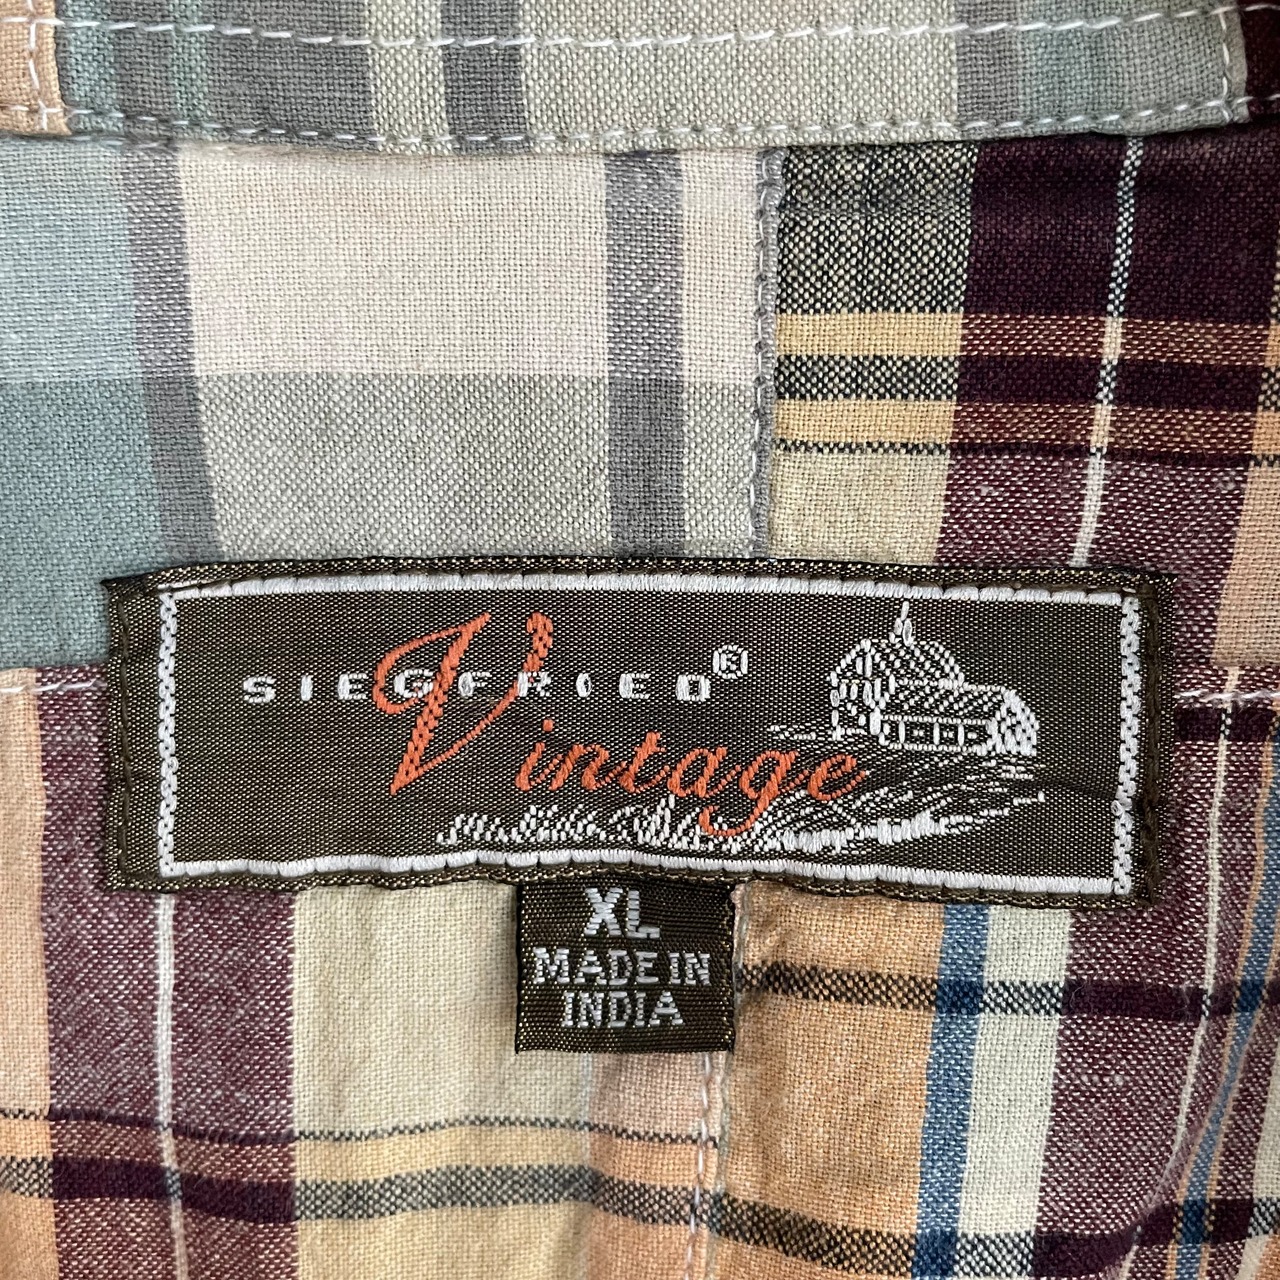 SIEGFRIED®
Vintage
XL
MADE IN
INDIA